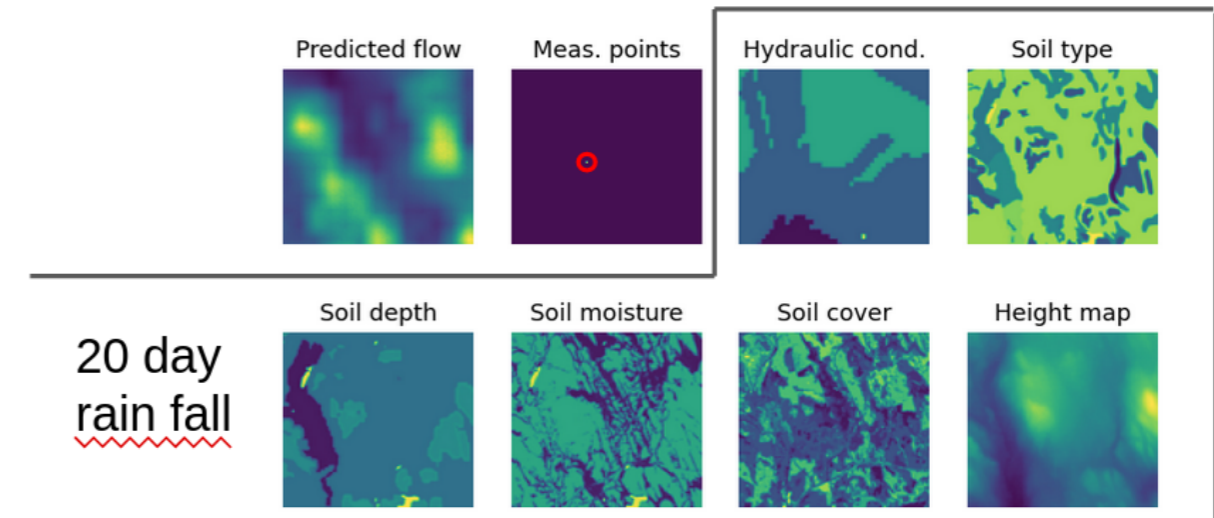 Predicted flow
Meas. points
Hydraulic cond.
Soil type
Soil depth
Soil moisture
Soil cover
Height map
20 day
rain fall